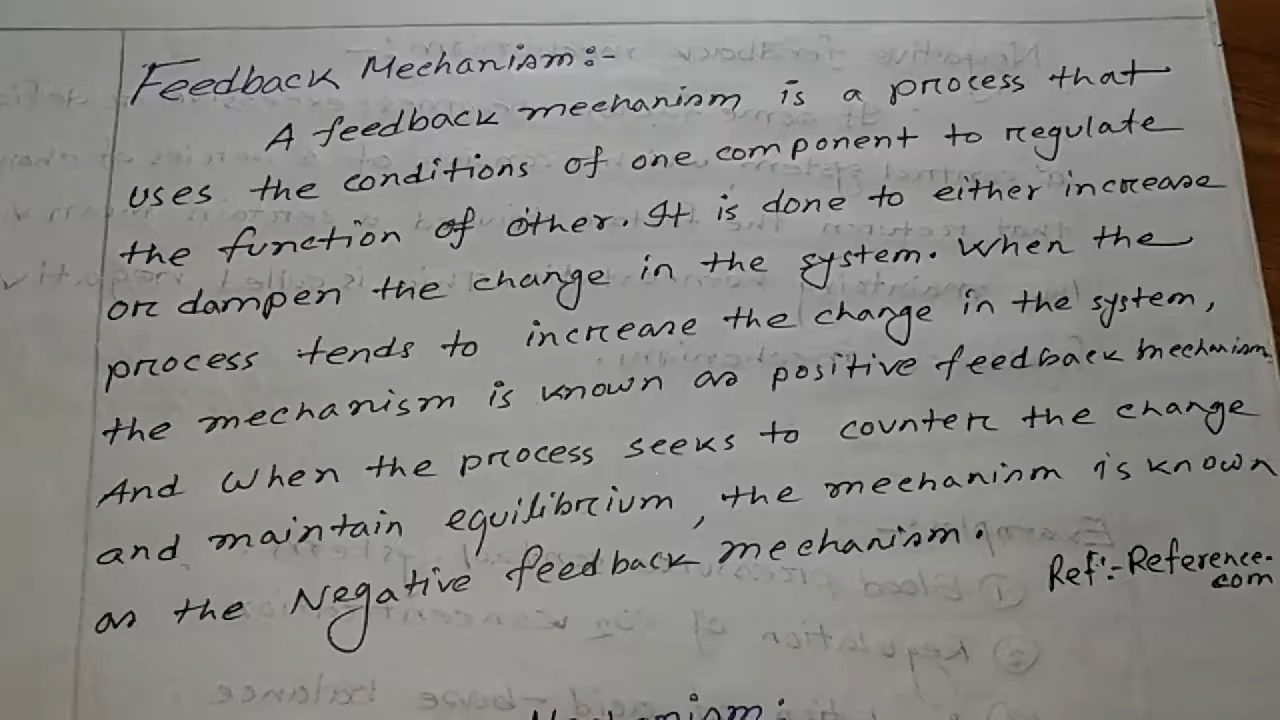 Feedback Mechanism:-
A feedback mechanism is a process that
uses the conditions of one component to regulate
the function of other. It is done to either increase
or dampen the change in the system. When the
process tends to increase the change in the system,
the mechanism is known as positive feedback mechanism
And when the process seeks to counter the change
and maintain equilibrium, the mechanism is known
as the Negative feedback mechanism.
Ref:- Reference.
com